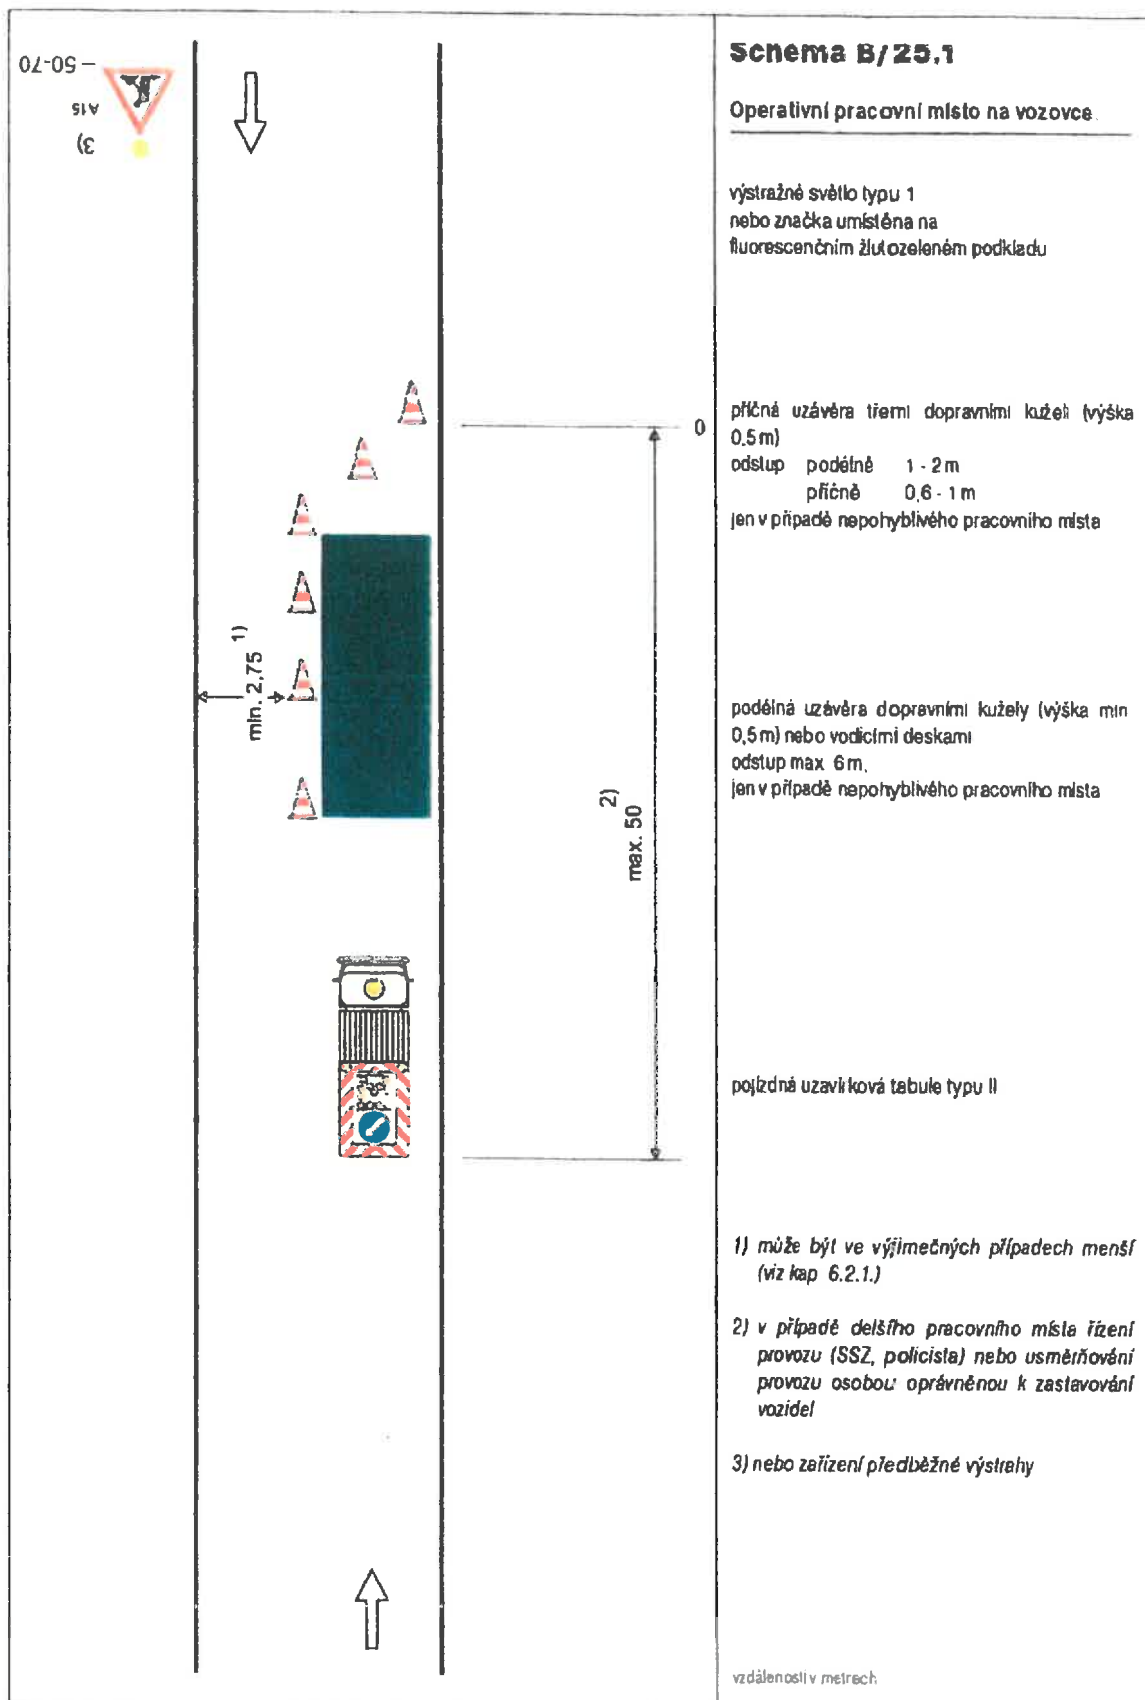 – 50-70
A15
3)
0
min. 2,75 1)
max. 50 2)
Schema B/25.1
Operativní pracovní místo na vozovce
výstražné světlo typu 1
nebo značka umístěna na
fluorescenčním žlutozeleném podkladu
příčná uzávěra třemi dopravními kužely (výška
0,5m)
odstup podélně 1 - 2m
příčně 0,6 - 1m
jen v případě nepohyblivého pracovního místa
podélná uzávěra dopravními kužely (výška min
0,5m) nebo vodicími deskami
odstup max 6m,
jen v případě nepohyblivého pracovního místa
pojízdná uzavírková tabule typu II
1) může být ve výjimečných případech menší
(viz kap 6.2.1.)
2) v případě delšího pracovního místa řízení
provozu (SSZ, policista) nebo usměrňování
provozu osobou oprávněnou k zastavování
vozidel
3) nebo zařízení předběžné výstrahy
vzdálenosti v metrech